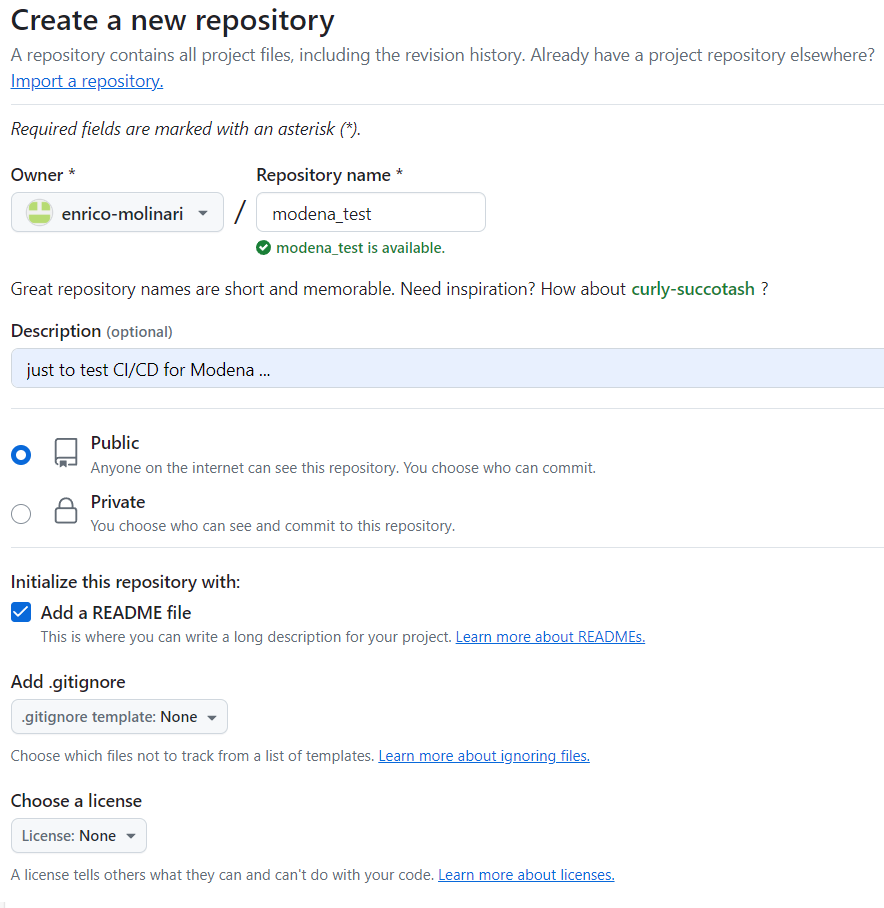 Create a new repository
A repository contains all project files, including the revision history. Already have a project repository elsewhere?
Import a repository.
Required fields are marked with an asterisk (*).
Owner *
Repository name *
enrico-molinari
/
modena_test
modena_test is available.
Great repository names are short and memorable. Need inspiration? How about curly-succotash ?
Description (optional)
just to test CI/CD for Modena ...
Public
Anyone on the internet can see this repository. You choose who can commit.
Private
You choose who can see and commit to this repository.
Initialize this repository with:
Add a README file
This is where you can write a long description for your project. Learn more about READMEs.
Add .gitignore
.gitignore template: None
Choose which files not to track from a list of templates. Learn more about ignoring files.
Choose a license
License: None
A license tells others what they can and can't do with your code. Learn more about licenses.